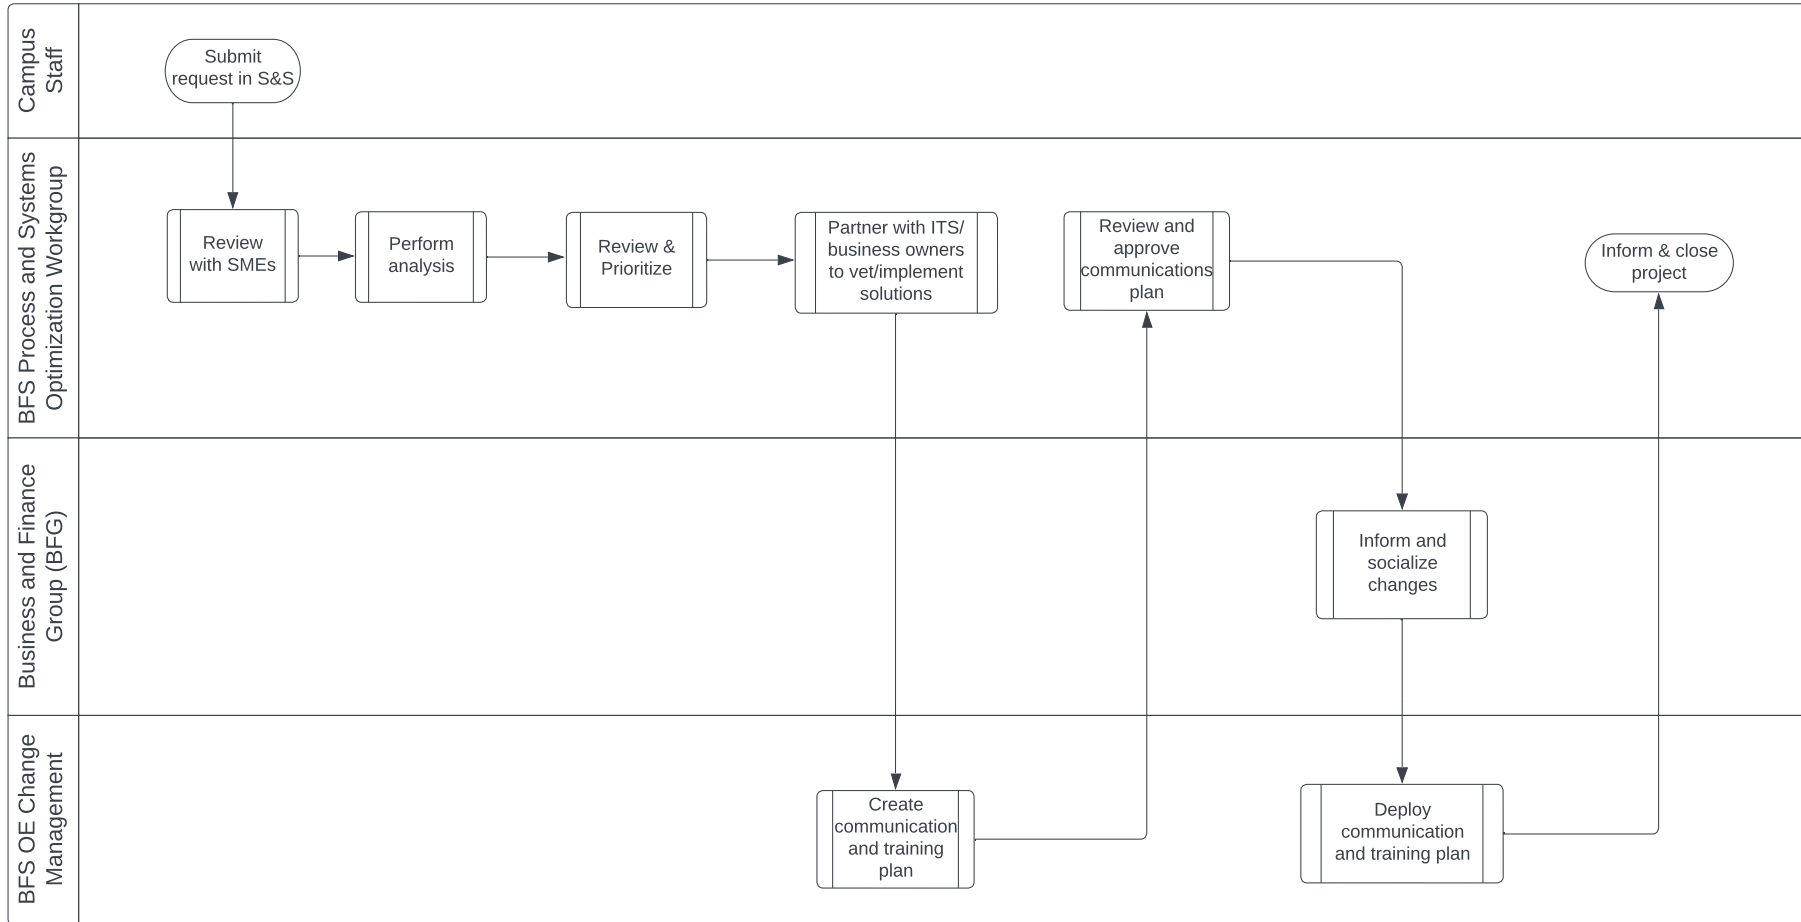 Campus
Staff
Submit
request in S&S
BFS Process and Systems
Optimization Workgroup
Review
with SMEs
Perform
analysis
Review &
Prioritize
Partner with ITS/
business owners
to vet/implement
solutions
Review and
approve
communications
plan
Inform & close
project
Business and Finance
Group (BFG)
Inform and
socialize
changes
BFS OE Change
Management
Create
communication
and training
plan
Deploy
communication
and training plan